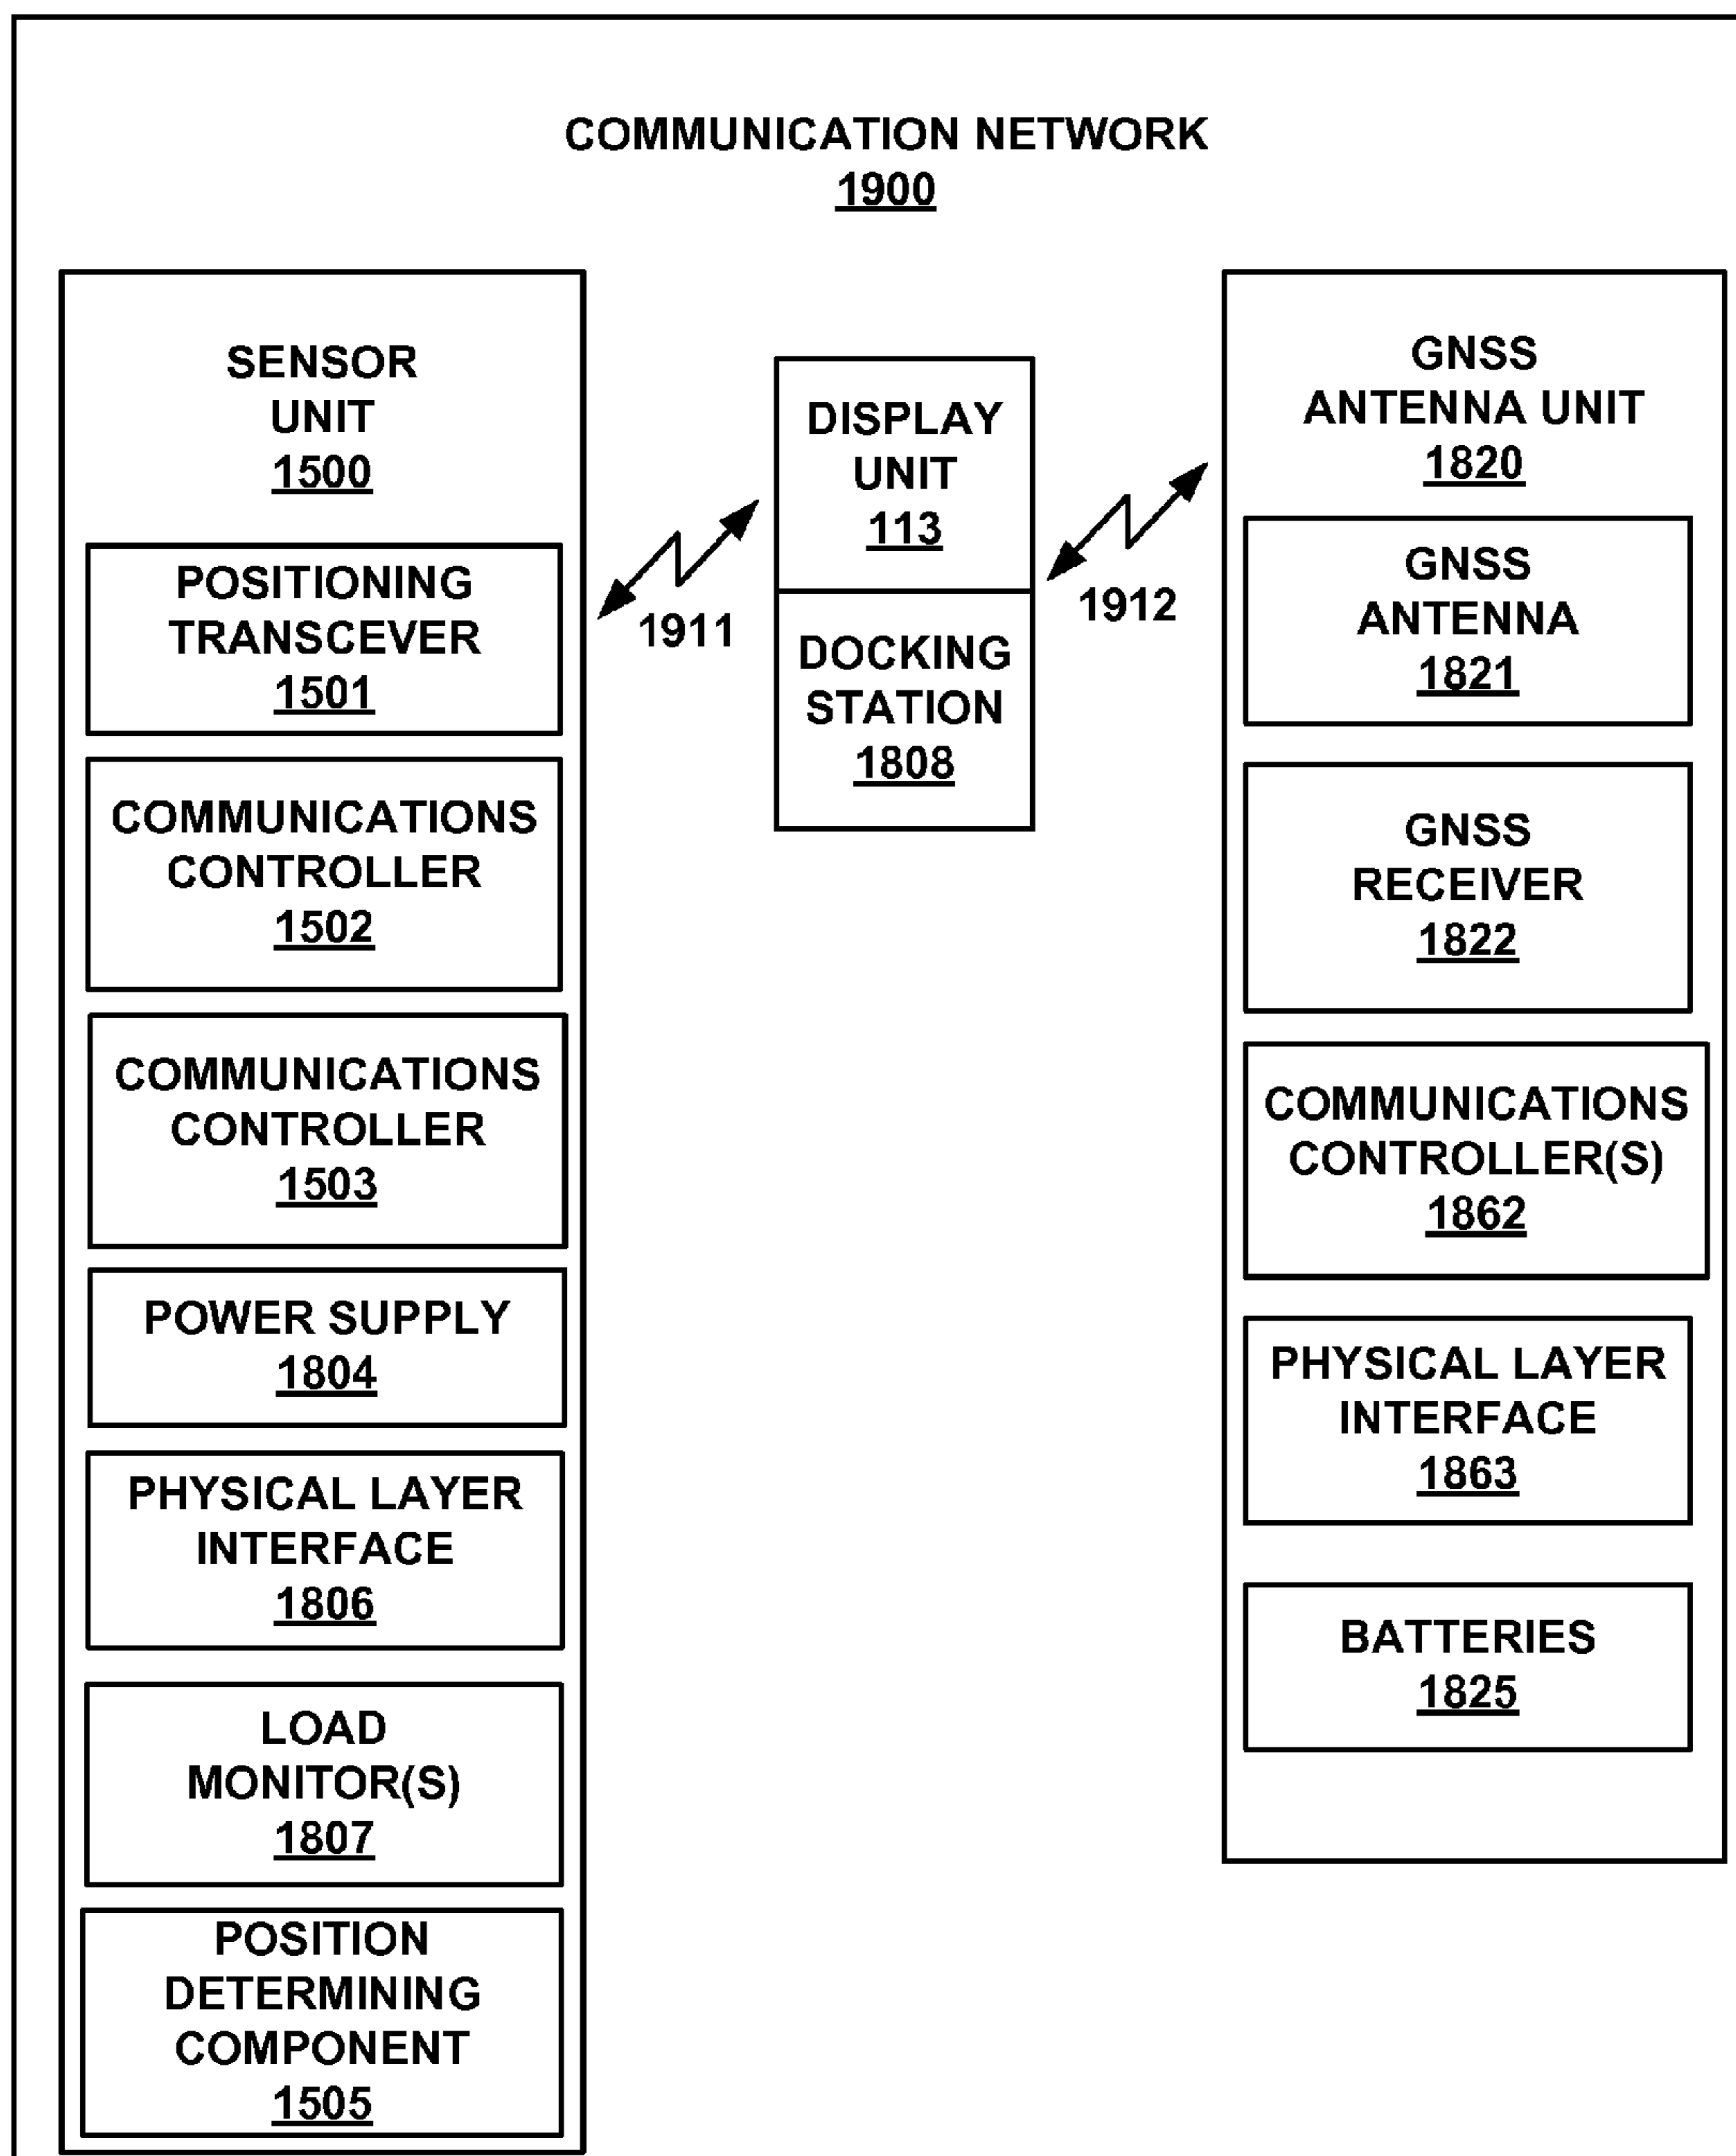 COMMUNICATION NETWORK
1900
SENSOR
UNIT
1500
POSITIONING
TRANSCEVER
1501
COMMUNICATIONS
CONTROLLER
1502
COMMUNICATIONS
CONTROLLER
1503
POWER SUPPLY
1804
PHYSICAL LAYER
INTERFACE
1806
LOAD
MONITOR(S)
1807
POSITION
DETERMINING
COMPONENT
1505
1911
DISPLAY
UNIT
113
DOCKING
STATION
1808
1912
GNSS
ANTENNA UNIT
1820
GNSS
ANTENNA
1821
GNSS
RECEIVER
1822
COMMUNICATIONS
CONTROLLER(S)
1862
PHYSICAL LAYER
INTERFACE
1863
BATTERIES
1825